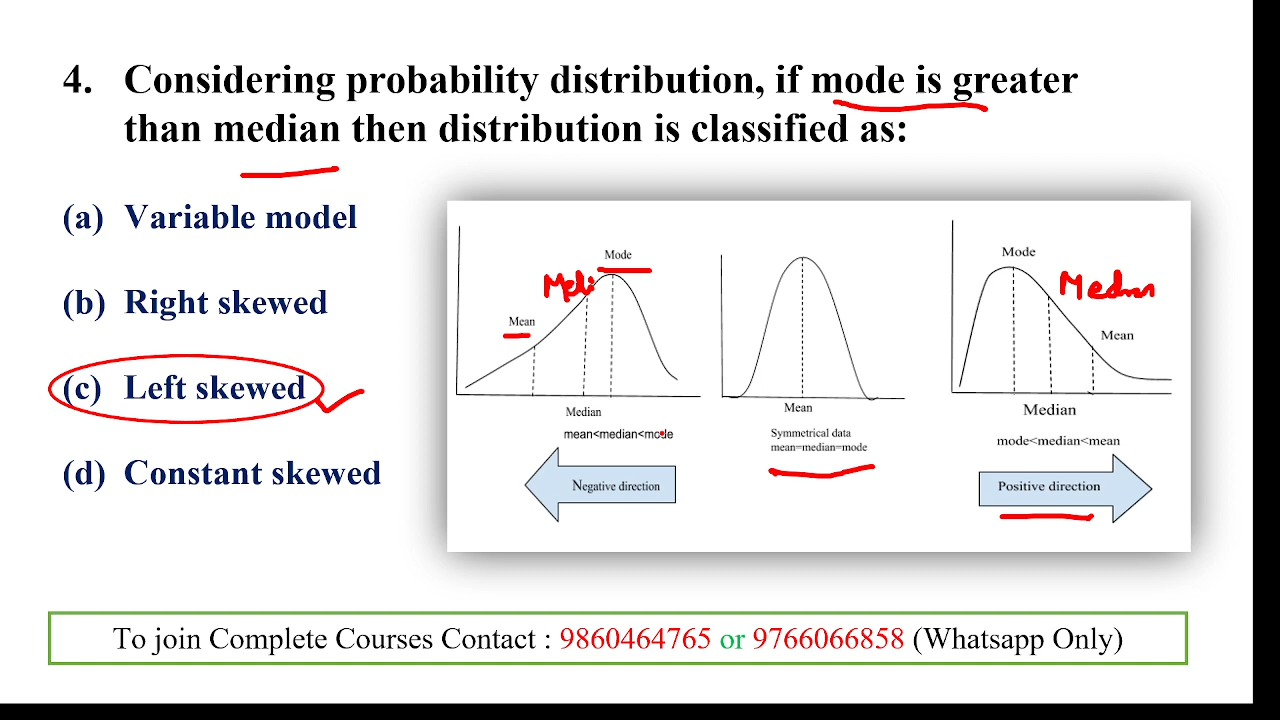 4. Considering probability distribution, if mode is greater
than median then distribution is classified as:
(a) Variable model
(b) Right skewed
(c) Left skewed
(d) Constant skewed
Mode
Medi
Mean
Median
mean<median<mode
Negative direction
Mean
Symmetrical data
mean=median=mode
Mode
Median
Mean
Median
mode<median<mean
Positive direction
To join Complete Courses Contact : 9860464765 or 9766066858 (Whatsapp Only)